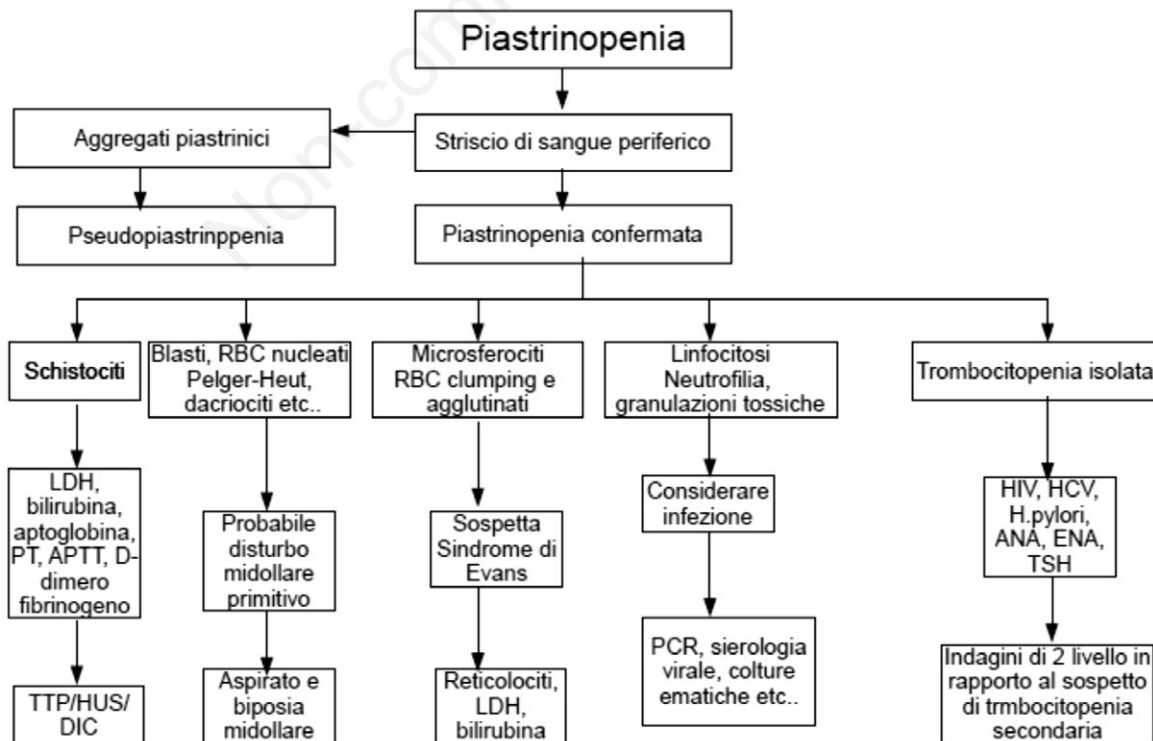 Piastrinopenia
Aggregati piastrinici
Striscio di sangue periferico
Pseudopiastrinppenia
Piastrinopenia confermata
Schistociti
Blasti, RBC nucleati
Pelger-Heut,
dacriociti etc..
Microsferociti
RBC clumping e
agglutinati
Linfocitosi
Neutrofilia,
granulazioni tossiche
Trombocitopenia isolata
LDH,
bilirubina,
aptoglobina,
PT, APTT, D-
dimero
fibrinogeno
Probabile
disturbo
midollare
primitivo
Sospetta
Sindrome di
Evans
Considerare
infezione
HIV, HCV,
H.pylori,
ANA, ENA,
TSH
TTP/HUS/
DIC
Aspirato e
biposia
midollare
Reticolociti,
LDH,
bilirubina
PCR, sierologia
virale, colture
ematiche etc..
Indagini di 2 livello in
rapporto al sospetto
di trmbocitopenia
secondaria
Non-com